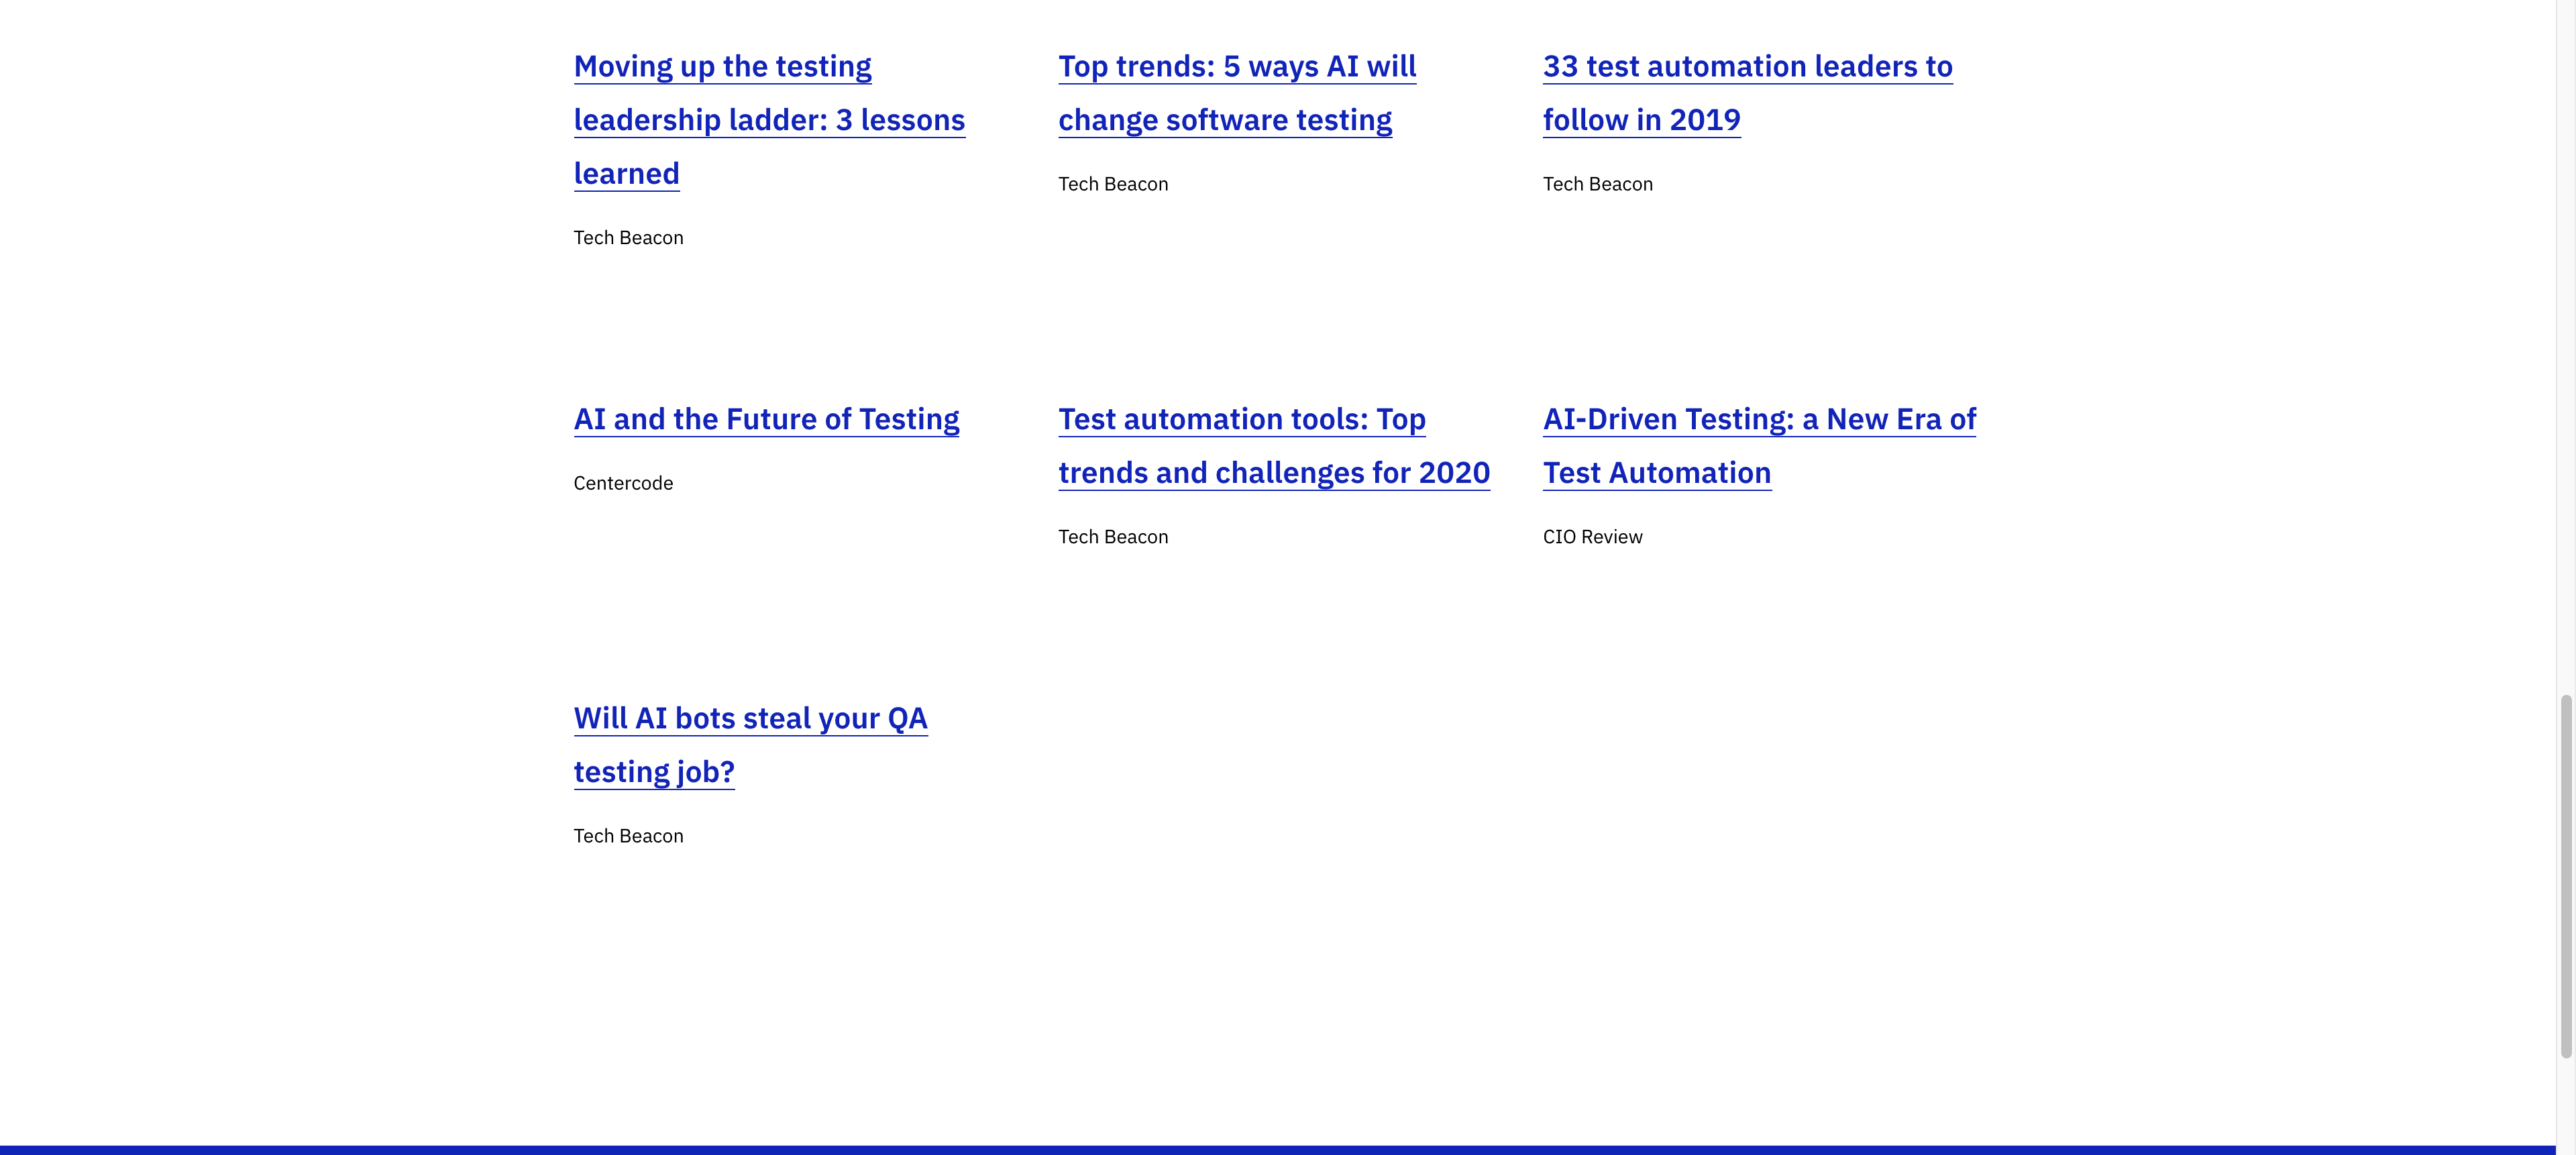 Moving up the testing
leadership ladder: 3 lessons
learned
Tech Beacon
Top trends: 5 ways AI will
change software testing
Tech Beacon
33 test automation leaders to
follow in 2019
Tech Beacon
AI and the Future of Testing
Centercode
Test automation tools: Top
trends and challenges for 2020
Tech Beacon
AI-Driven Testing: a New Era of
Test Automation
CIO Review
Will AI bots steal your QA
testing job?
Tech Beacon